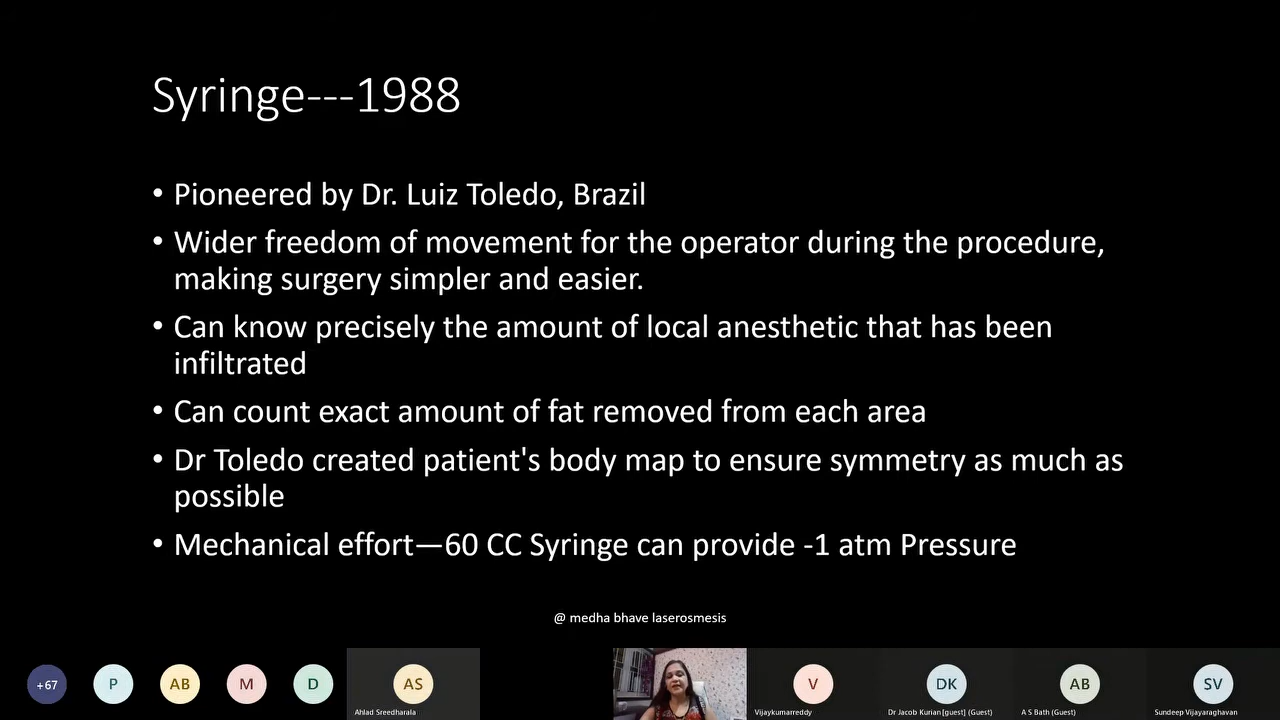 Syringe---1988
• Pioneered by Dr. Luiz Toledo, Brazil
• Wider freedom of movement for the operator during the procedure,
making surgery simpler and easier.
• Can know precisely the amount of local anesthetic that has been
infiltrated
• Can count exact amount of fat removed from each area
• Dr Toledo created patient's body map to ensure symmetry as much as
possible
• Mechanical effort—60 CC Syringe can provide -1 atm Pressure
@ medha bhave laserosmesis
+67
P
AB
M
D
AS
V
DK
AB
SV
Ahlad Sreedharala
Vijaykumarreddy
Dr Jacob Kurian[guest] (Guest)
A S Bath (Guest)
Sundeep Vijayaraghavan